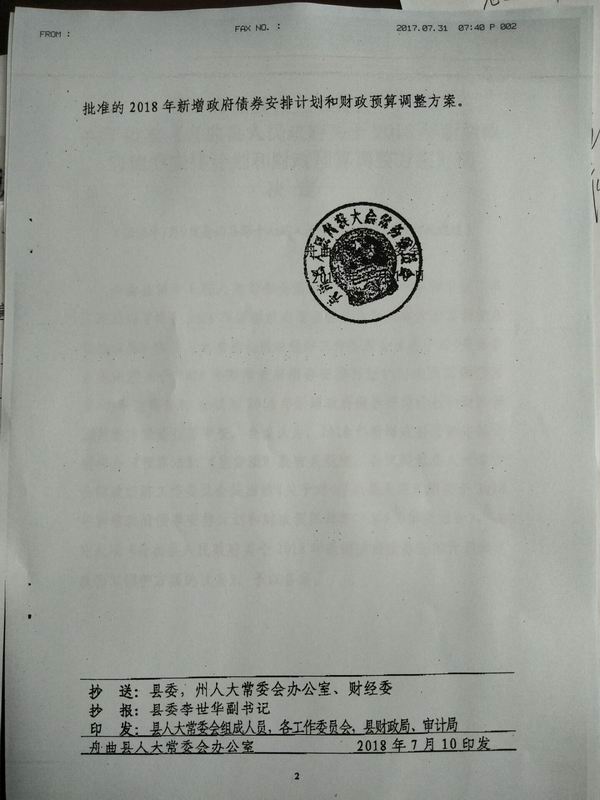 FROM :
FAX NO. :
2017.07.31 07:40 P 002
批准的 2018 年新增政府债券安排计划和财政预算调整方案。
抄 送：县委，州人大常委会办公室、财经委
抄 报：县委李世华副书记
印 发：县人大常委会组成人员，各工作委员会，县财政局、审计局
舟曲县人大常委会办公室 2018 年 7 月 10 印发
2